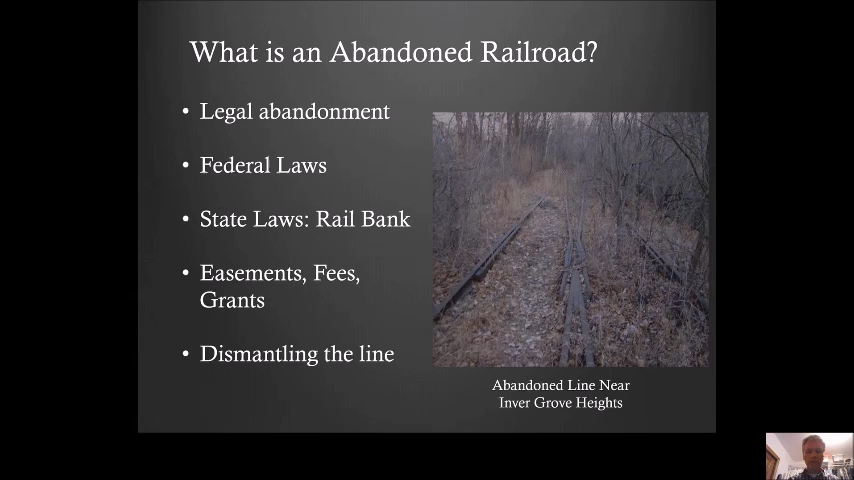 What is an Abandoned Railroad?
• Legal abandonment
• Federal Laws
• State Laws: Rail Bank
• Easements, Fees,
Grants
• Dismantling the line
Abandoned Line Near
Inver Grove Heights